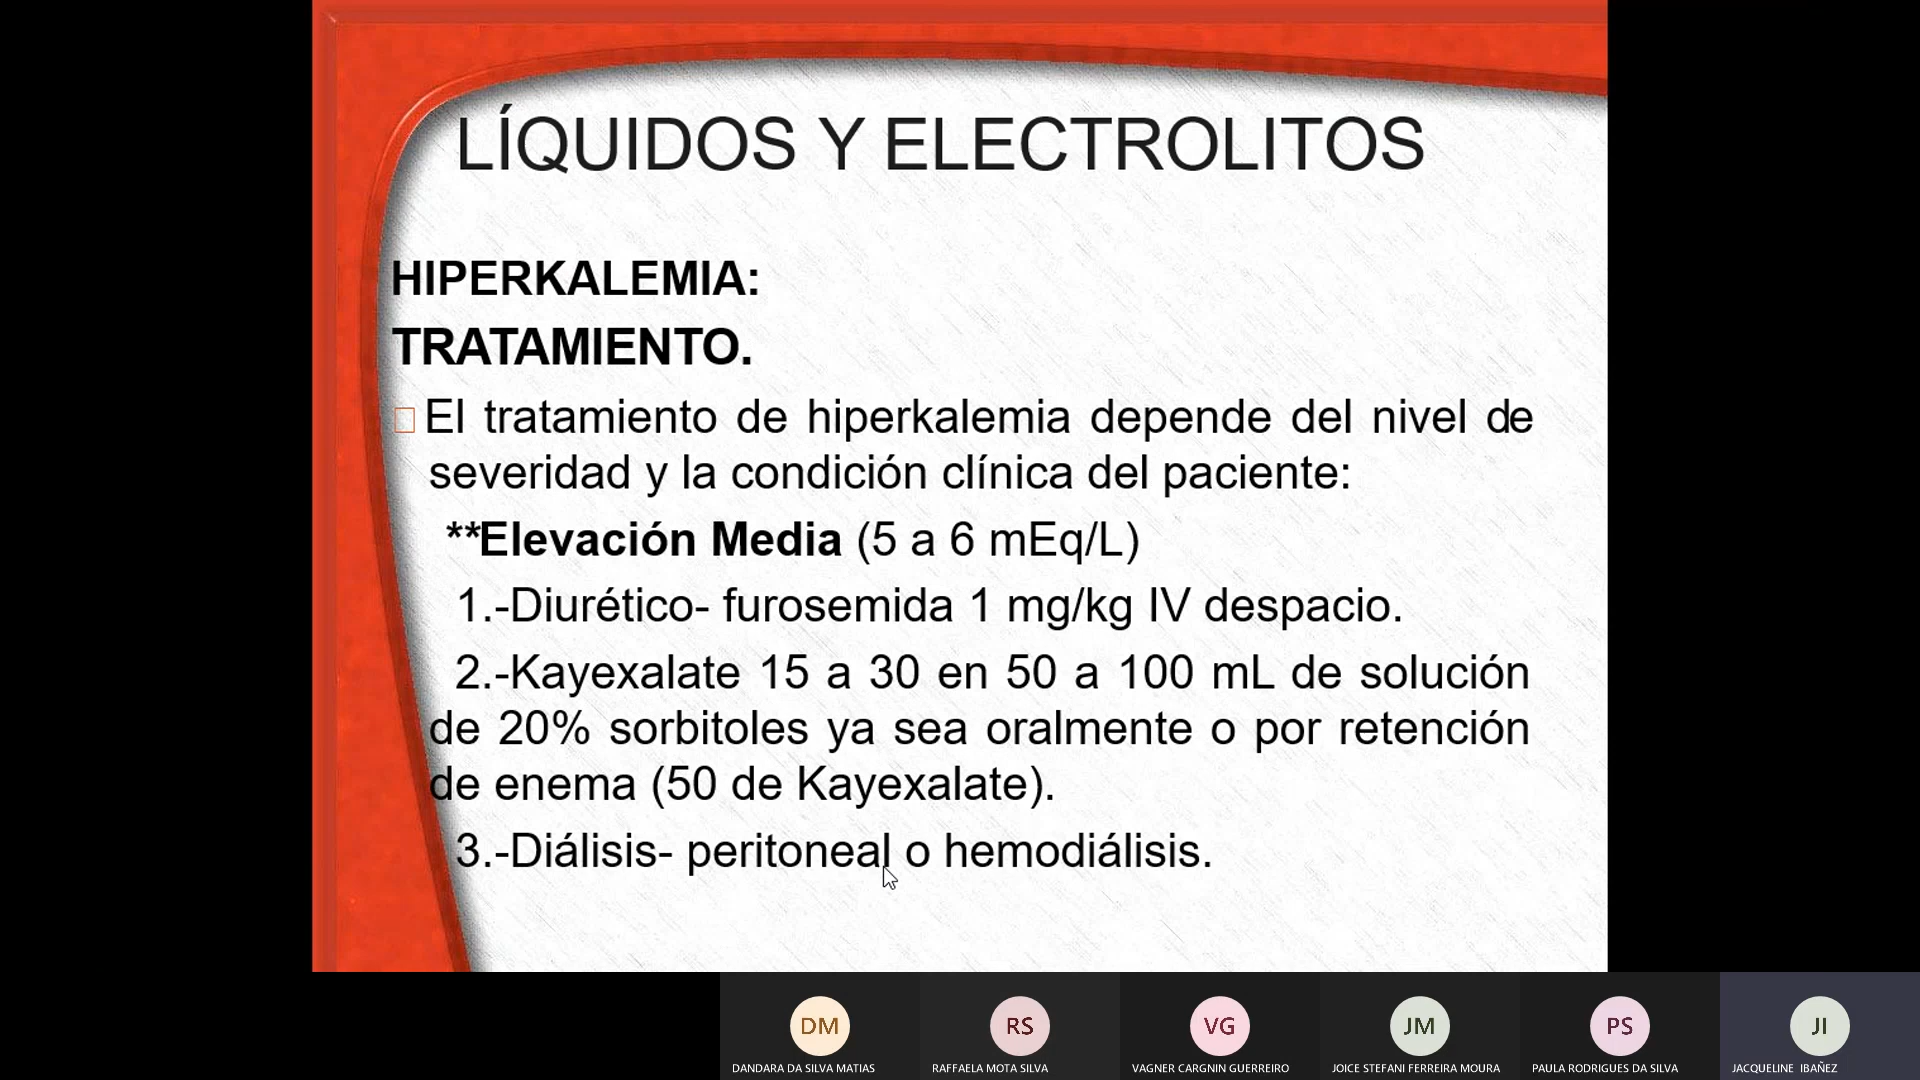 LÍQUIDOS Y ELECTROLITOS
HIPERKALEMIA:
TRATAMIENTO.
El tratamiento de hiperkalemia depende del nivel de
severidad y la condición clínica del paciente:
**Elevación Media (5 a 6 mEq/L)
1.-Diurético- furosemida 1 mg/kg IV despacio.
2.-Kayexalate 15 a 30 en 50 a 100 mL de solución
de 20% sorbitoles ya sea oralmente o por retención
de enema (50 de Kayexalate).
3.-Diálisis- peritoneal o hemodiálisis.
DM
RS
VG
JM
PS
JI
DANDARA DA SILVA MATIAS
RAFFAELA MOTA SILVA
VAGNER CARGNIN GUERREIRO
JOICE STEFANI FERREIRA MOURA
PAULA RODRIGUES DA SILVA
JACQUELINE IBAÑEZ